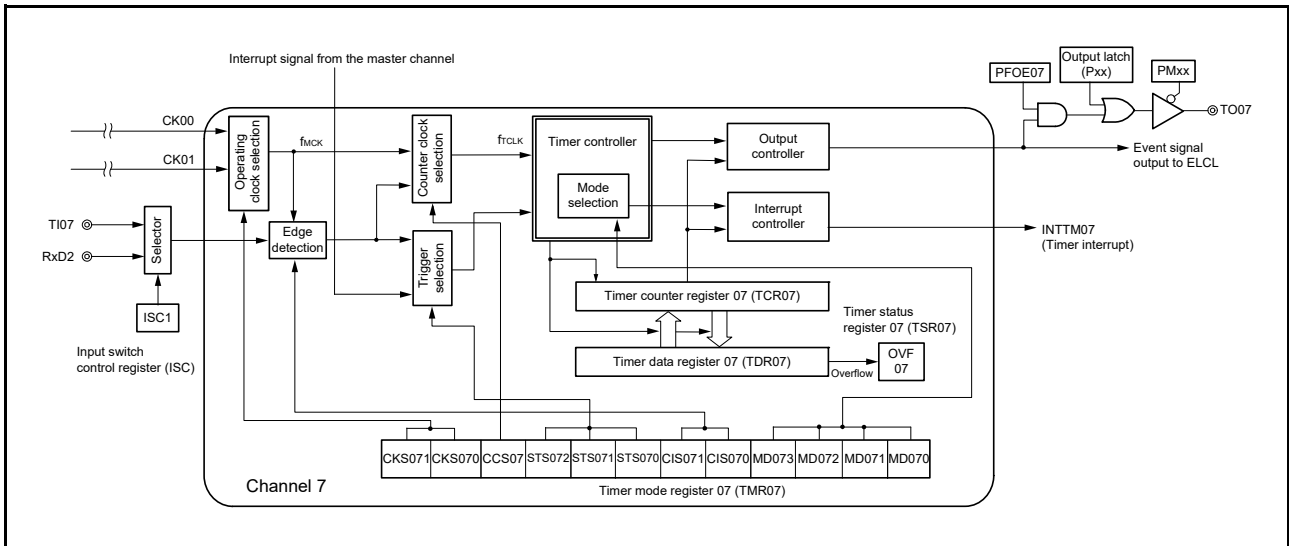 Interrupt signal from the master channel
PFOE07
Output latch
(Pxx)
PMxx
TO07
CK00
CK01
Operating
clock selection
fMCK
Counter clock
selection
fTCLK
Timer controller
Mode
selection
Output
controller
Event signal
output to ELCL
Interrupt
controller
INTTM07
(Timer interrupt)
TI07
RxD2
Selector
Edge
detection
Trigger
selection
ISC1
Input switch
control register (ISC)
Timer counter register 07 (TCR07)
Timer status
register 07 (TSR07)
Timer data register 07 (TDR07)
Overflow
OVF
07
CKS071 CKS070 CCS07 STS072 STS071 STS070 CIS071 CIS070 MD073 MD072 MD071 MD070
Channel 7
Timer mode register 07 (TMR07)